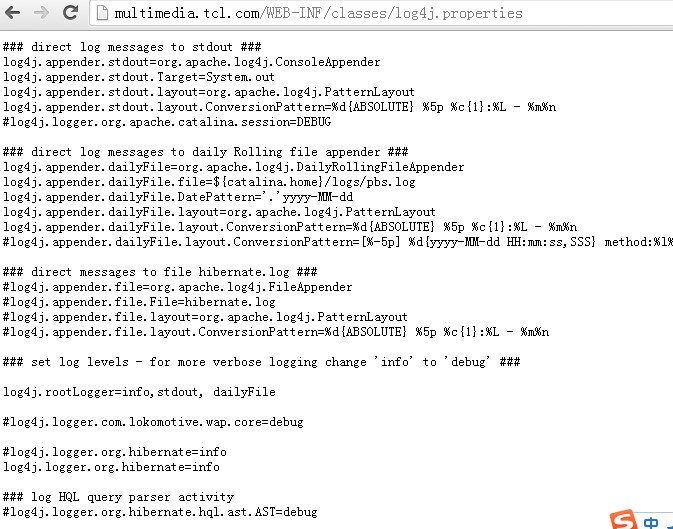 multimedia.tcl.com/WEB-INF/classes/log4j.properties
### direct log messages to stdout ###
log4j.appender.stdout=org.apache.log4j.ConsoleAppender
log4j.appender.stdout.Target=System.out
log4j.appender.stdout.layout=org.apache.log4j.PatternLayout
log4j.appender.stdout.layout.ConversionPattern=%d{ABSOLUTE} %5p %c{1}:%L - %m%n
#log4j.logger.org.apache.catalina.session=DEBUG
### direct log messages to daily Rolling file appender ###
log4j.appender.dailyFile=org.apache.log4j.DailyRollingFileAppender
log4j.appender.dailyFile.file=${catalina.home}/logs/pbs.log
log4j.appender.dailyFile.DatePattern='.'yyyy-MM-dd
log4j.appender.dailyFile.layout=org.apache.log4j.PatternLayout
log4j.appender.dailyFile.layout.ConversionPattern=%d{ABSOLUTE} %5p %c{1}:%L - %m%n
#log4j.appender.dailyFile.layout.ConversionPattern=[%-5p] %d{yyyy-MM-dd HH:mm:ss,SSS} method:%l%
### direct messages to file hibernate.log ###
#log4j.appender.file=org.apache.log4j.FileAppender
#log4j.appender.file.File=hibernate.log
#log4j.appender.file.layout=org.apache.log4j.PatternLayout
#log4j.appender.file.layout.ConversionPattern=%d{ABSOLUTE} %5p %c{1}:%L - %m%n
### set log levels - for more verbose logging change 'info' to 'debug' ###
log4j.rootLogger=info,stdout, dailyFile
#log4j.logger.com.lokomotive.wap.core=debug
#log4j.logger.org.hibernate=info
log4j.logger.org.hibernate=info
### log HQL query parser activity
#log4j.logger.org.hibernate.hql.ast.AST=debug
S 中